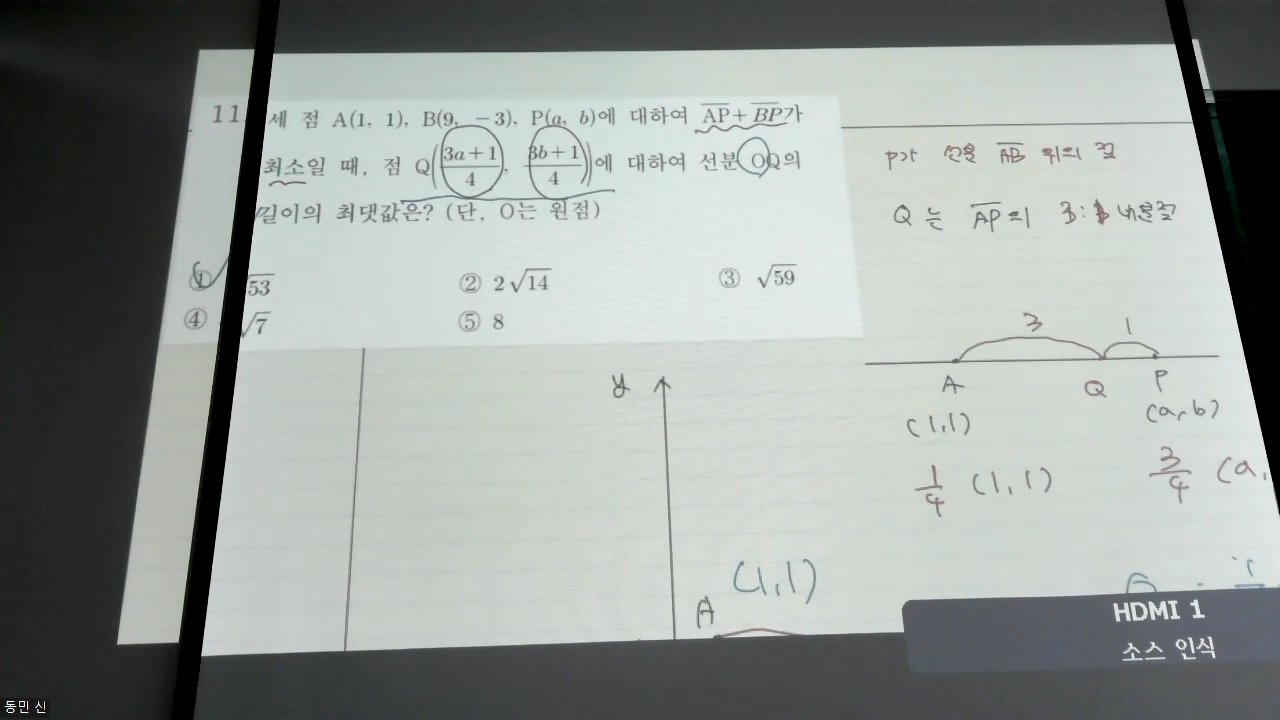 11. 세 점 A(1, 1), B(9, -3), P(a, b)에 대하여 AP+BP가
최소일 때, 점 Q((3a+1)/4, (3b+1)/4)에 대하여 선분 OQ의
길이의 최댓값은? (단, O는 원점)
① √53 ② 2√14 ③ √59
④ √7 ⑤ 8
P가 선분 AB 위의 점
Q는 AP의 3:1 내분점
3 1
A Q P
(1,1) (a, b)
1/4 (1, 1) 3/4 (a,
y
(1,1)
A
HDMI 1
소스 인식
동민 신